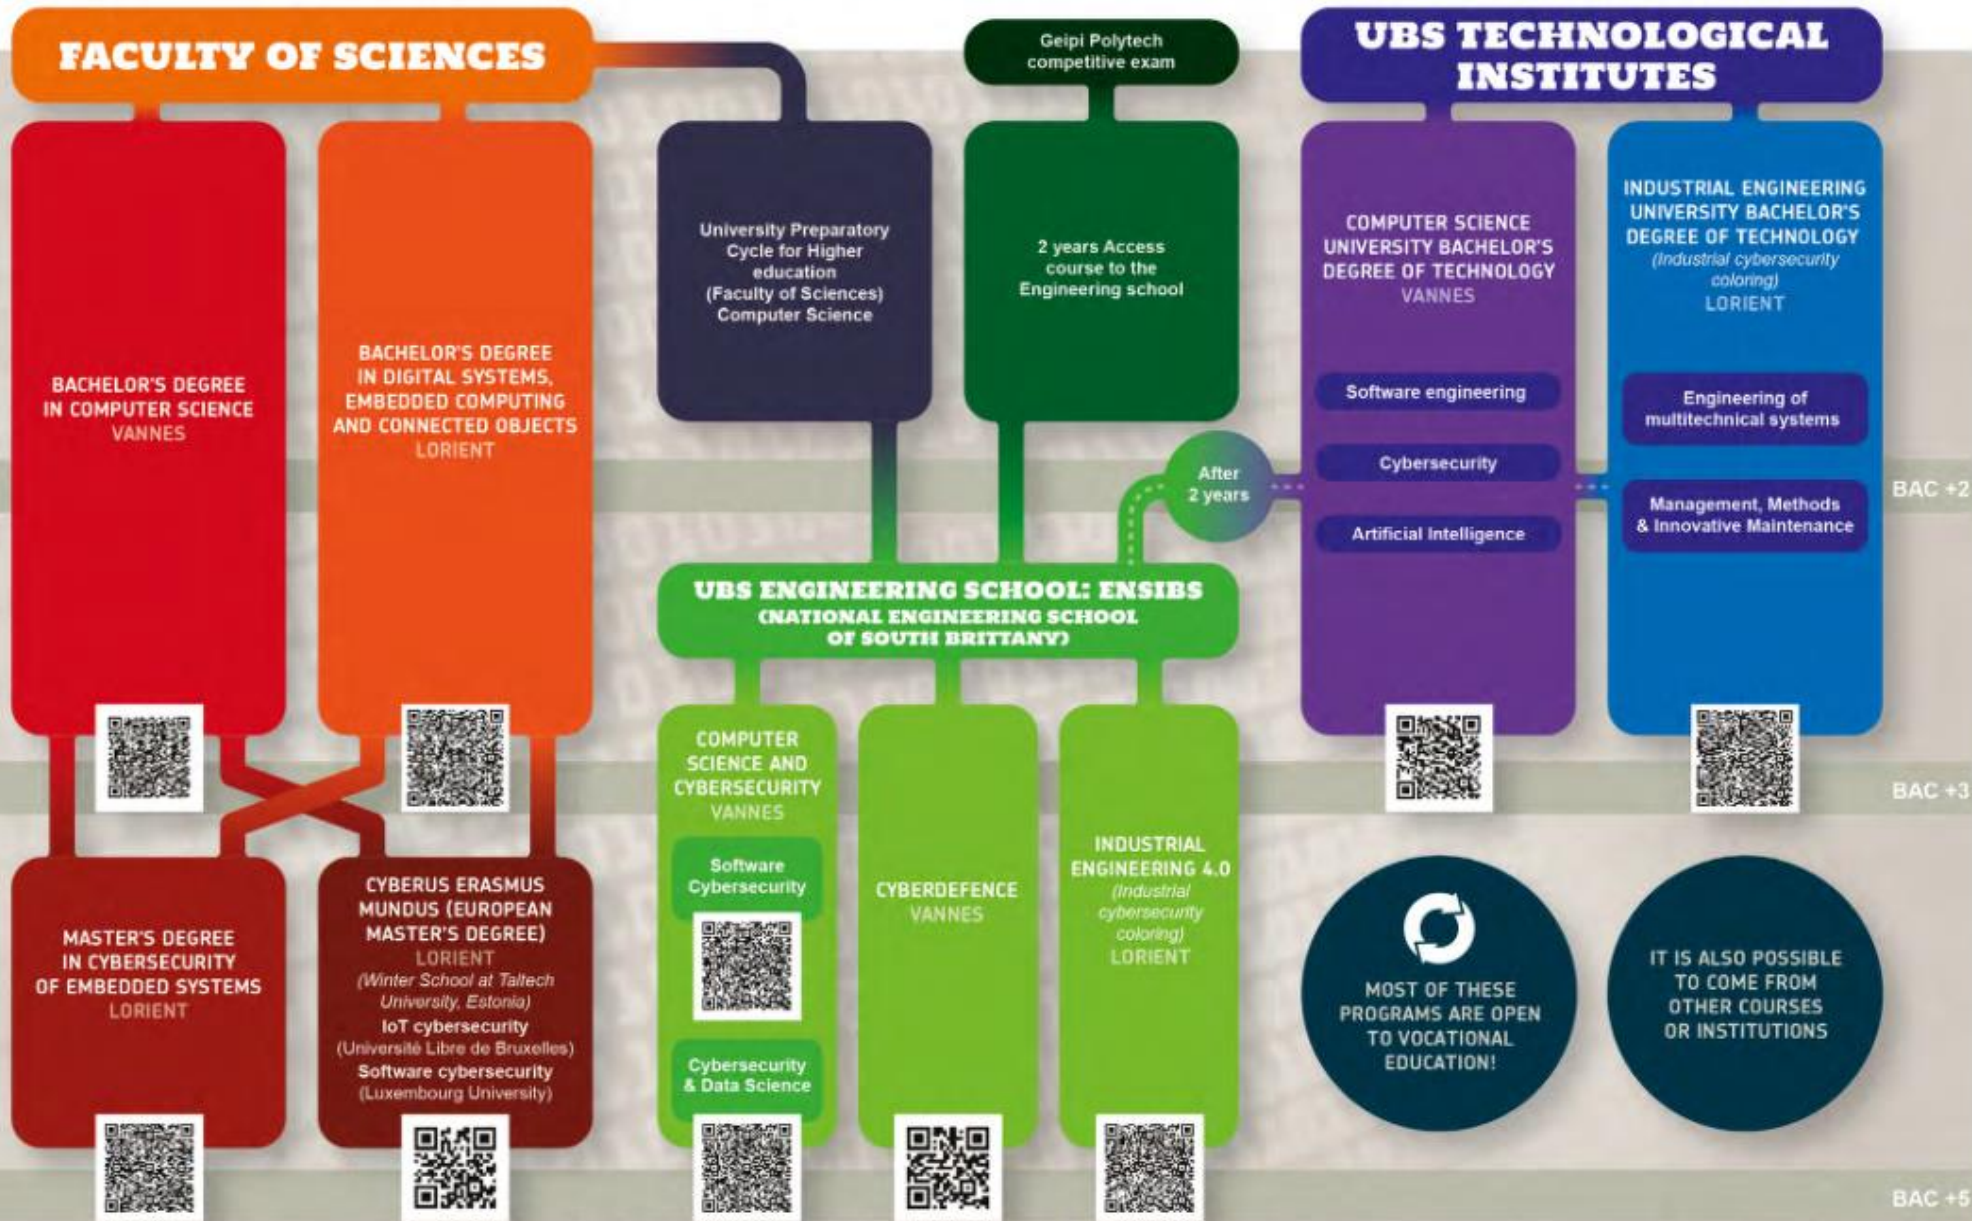 FACULTY OF SCIENCES
BACHELOR'S DEGREE
IN COMPUTER SCIENCE
VANNES
BACHELOR'S DEGREE
IN DIGITAL SYSTEMS,
EMBEDDED COMPUTING
AND CONNECTED OBJECTS
LORIENT
MASTER'S DEGREE
IN CYBERSECURITY
OF EMBEDDED SYSTEMS
LORIENT
CYBERUS ERASMUS
MUNDUS (EUROPEAN
MASTER'S DEGREE)
LORIENT
(Winter School at Taltech
University, Estonia)
IoT cybersecurity
(Université Libre de Bruxelles)
Software cybersecurity
(Luxembourg University)
University Preparatory
Cycle for Higher
education
(Faculty of Sciences)
Computer Science
Geipi Polytech
competitive exam
2 years Access
course to the
Engineering school
After
2 years
UBS ENGINEERING SCHOOL: ENSIBS
(NATIONAL ENGINEERING SCHOOL
OF SOUTH BRITTANY)
COMPUTER
SCIENCE AND
CYBERSECURITY
VANNES
Software
Cybersecurity
Cybersecurity
& Data Science
CYBERDEFENCE
VANNES
INDUSTRIAL
ENGINEERING 4.0
(Industrial
cybersecurity
coloring)
LORIENT
UBS TECHNOLOGICAL
INSTITUTES
COMPUTER SCIENCE
UNIVERSITY BACHELOR'S
DEGREE OF TECHNOLOGY
VANNES
Software engineering
Cybersecurity
Artificial Intelligence
INDUSTRIAL ENGINEERING
UNIVERSITY BACHELOR'S
DEGREE OF TECHNOLOGY
(Industrial cybersecurity
coloring)
LORIENT
Engineering of
multitechnical systems
Management, Methods
& Innovative Maintenance
BAC +2
BAC +3
MOST OF THESE
PROGRAMS ARE OPEN
TO VOCATIONAL
EDUCATION!
IT IS ALSO POSSIBLE
TO COME FROM
OTHER COURSES
OR INSTITUTIONS
BAC +5